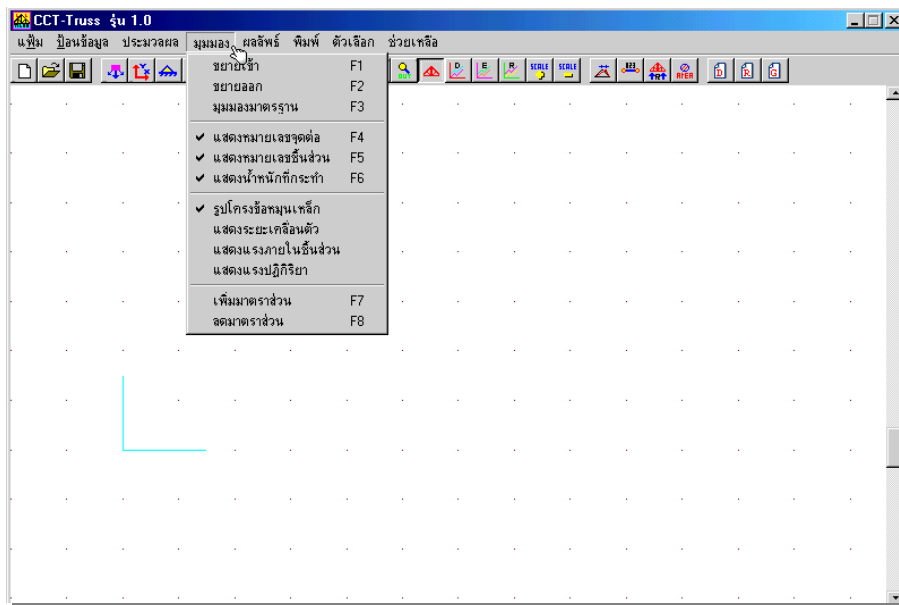 CCT-Truss รุ่น 1.0
แฟ้ม ป้อนข้อมูล ประมวลผล มุมมอง ผลลัพธ์ พิมพ์ ตัวเลือก ช่วยเหลือ
ขยายเข้า F1
ขยายออก F2
มุมมองมาตรฐาน F3
แสดงหมายเลขจุดต่อ F4
แสดงหมายเลขชิ้นส่วน F5
แสดงน้ำหนักที่กระทำ F6
รูปโครงข้อหมุนเหล็ก
แสดงระยะเคลื่อนตัว
แสดงแรงภายในชิ้นส่วน
แสดงแรงปฏิกิริยา
เพิ่มมาตราส่วน F7
ลดมาตราส่วน F8
OUT D E R SCALE SCALE 123 D R G